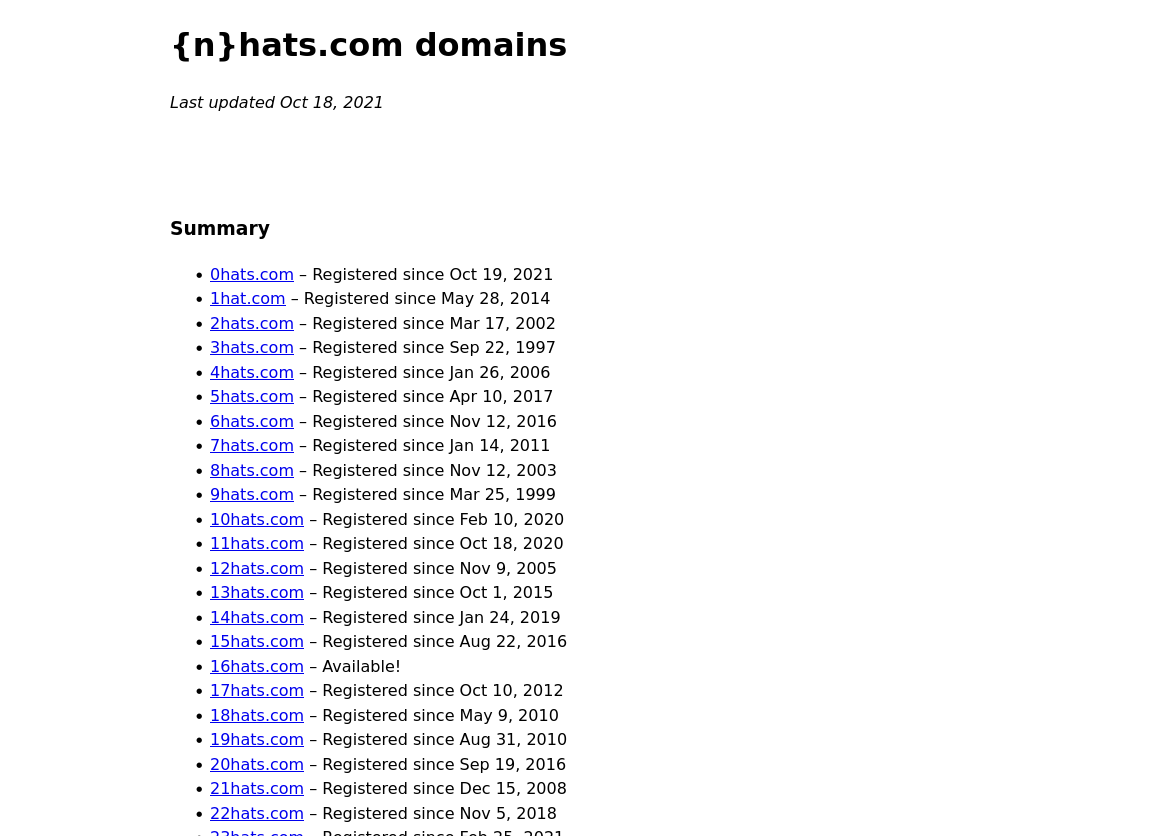 {n}hats.com domains
Last updated Oct 18, 2021
Summary
• 0hats.com – Registered since Oct 19, 2021
• 1hat.com – Registered since May 28, 2014
• 2hats.com – Registered since Mar 17, 2002
• 3hats.com – Registered since Sep 22, 1997
• 4hats.com – Registered since Jan 26, 2006
• 5hats.com – Registered since Apr 10, 2017
• 6hats.com – Registered since Nov 12, 2016
• 7hats.com – Registered since Jan 14, 2011
• 8hats.com – Registered since Nov 12, 2003
• 9hats.com – Registered since Mar 25, 1999
• 10hats.com – Registered since Feb 10, 2020
• 11hats.com – Registered since Oct 18, 2020
• 12hats.com – Registered since Nov 9, 2005
• 13hats.com – Registered since Oct 1, 2015
• 14hats.com – Registered since Jan 24, 2019
• 15hats.com – Registered since Aug 22, 2016
• 16hats.com – Available!
• 17hats.com – Registered since Oct 10, 2012
• 18hats.com – Registered since May 9, 2010
• 19hats.com – Registered since Aug 31, 2010
• 20hats.com – Registered since Sep 19, 2016
• 21hats.com – Registered since Dec 15, 2008
• 22hats.com – Registered since Nov 5, 2018
• 23hats.com – Registered since Feb 25, 2021